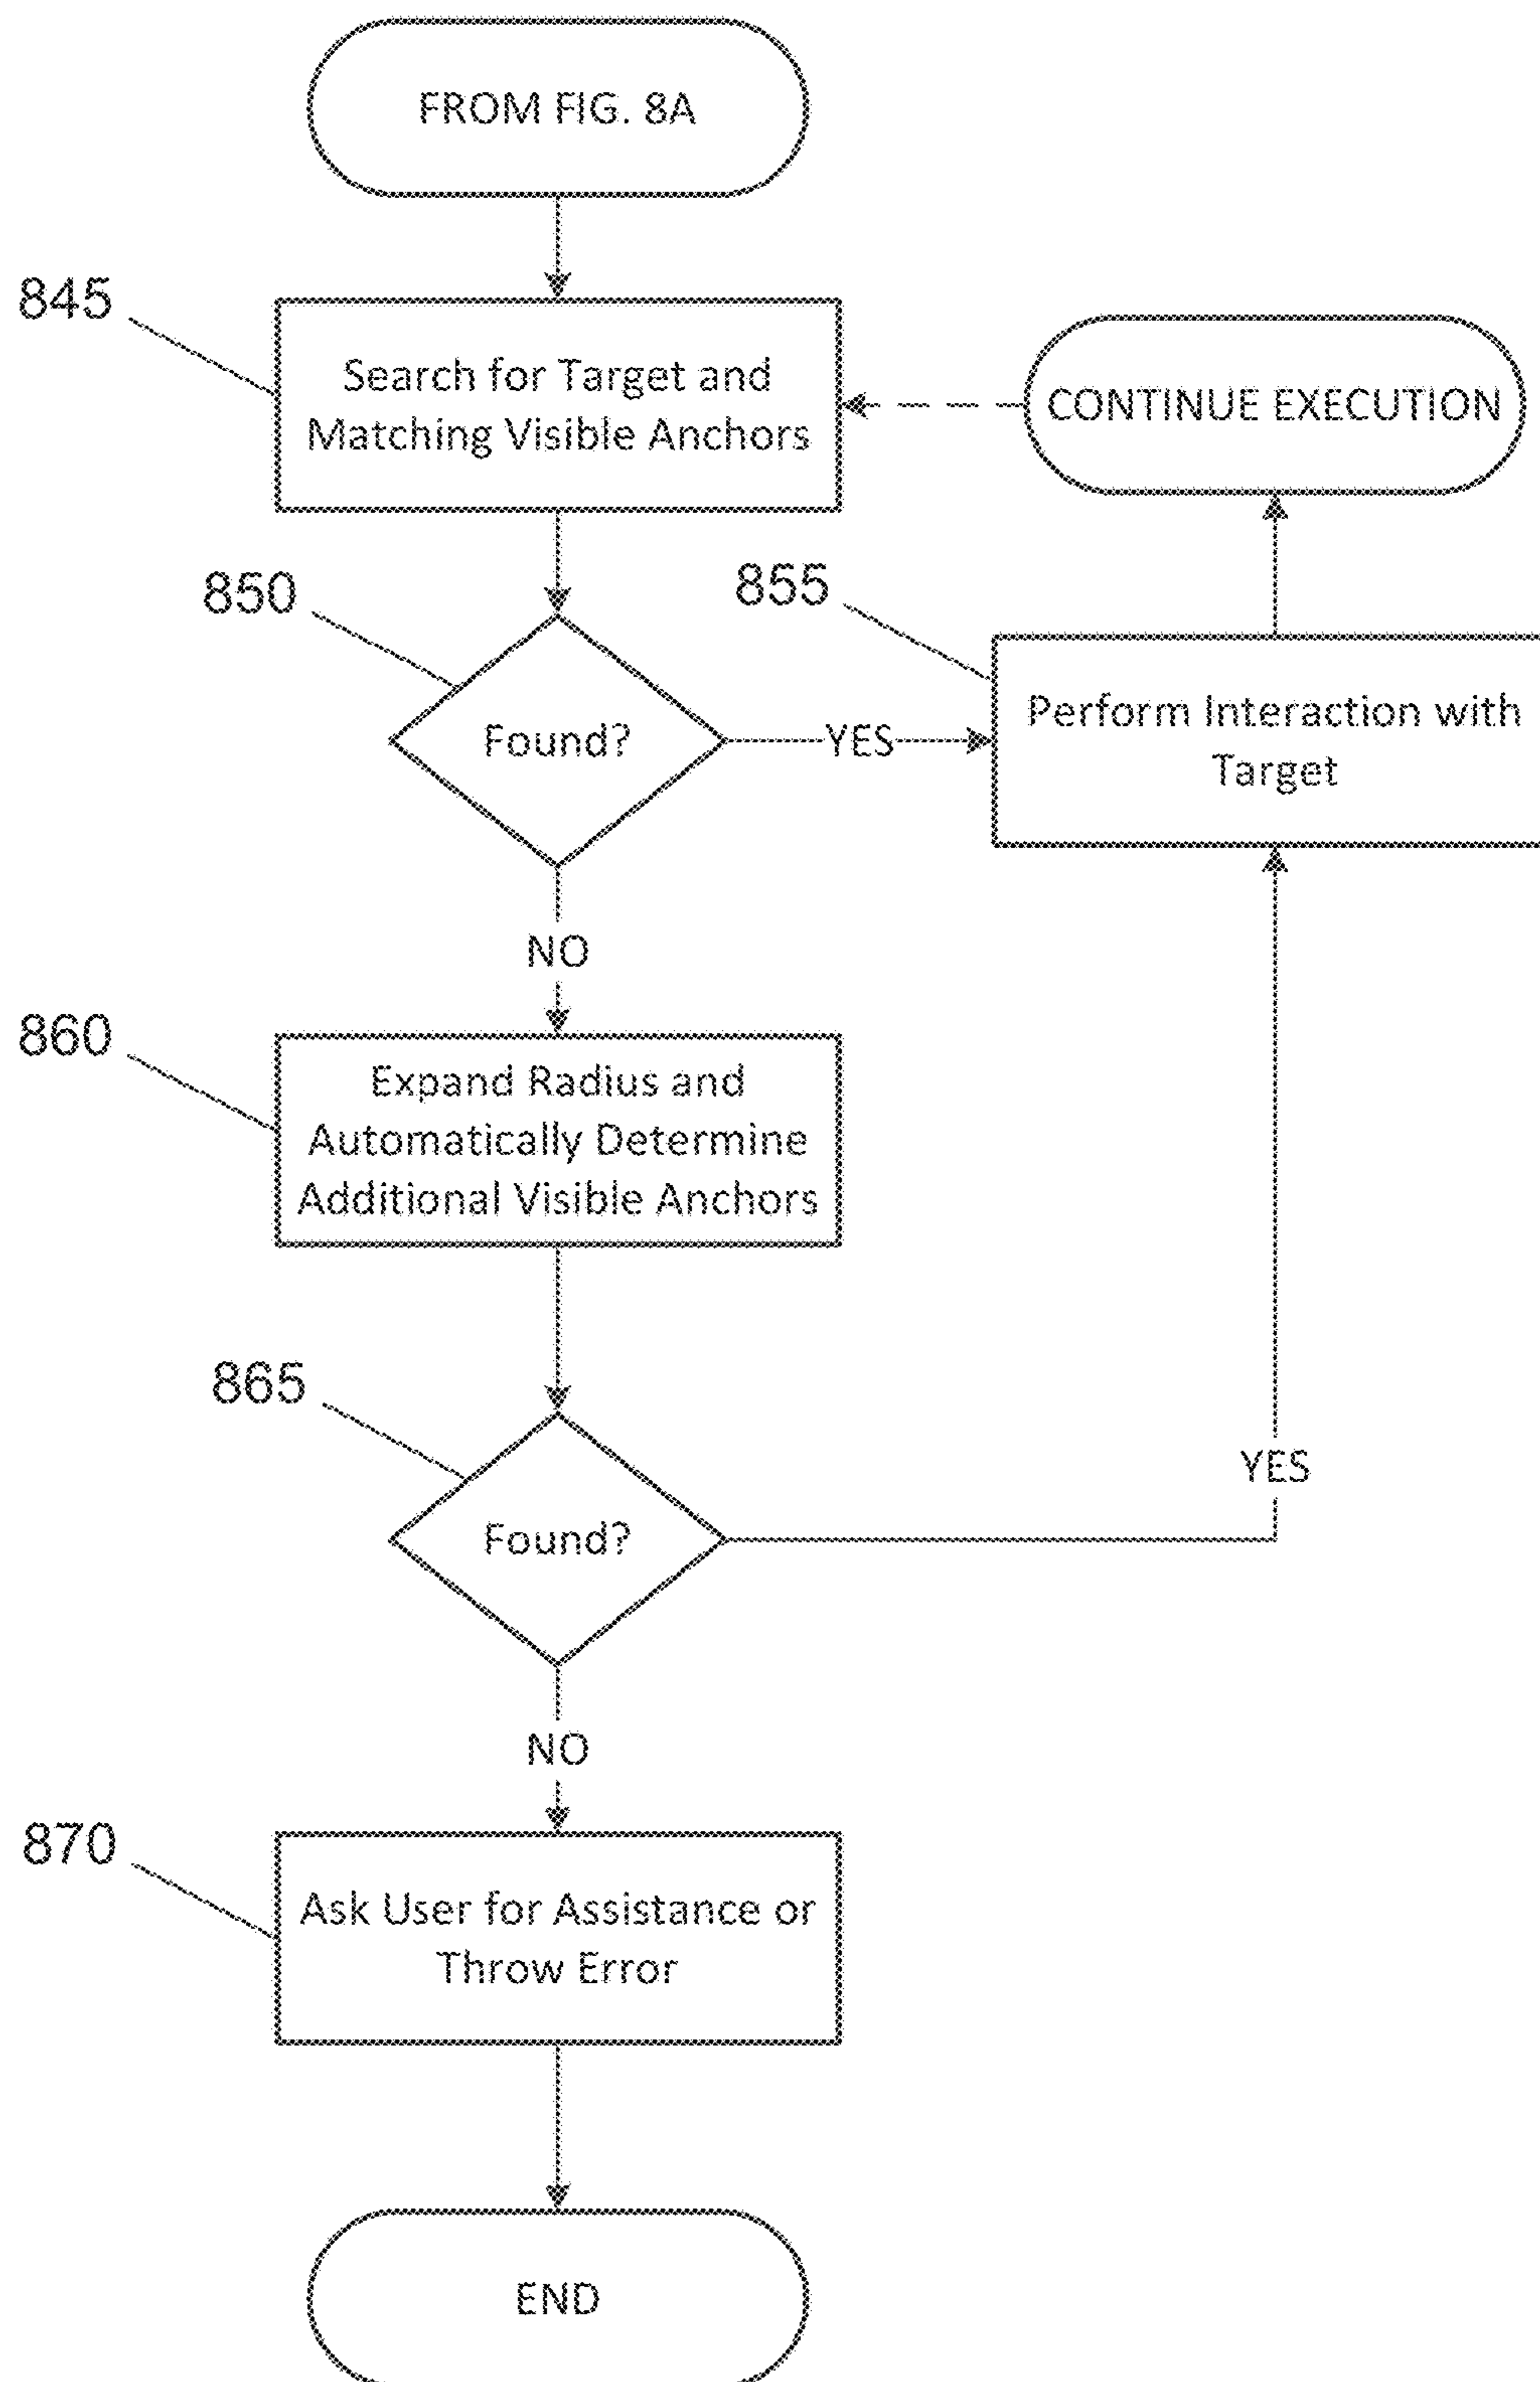 FROM FIG. 8A
845
Search for Target and
Matching Visible Anchors
CONTINUE EXECUTION
850
Found?
YES
855
Perform Interaction with
Target
NO
860
Expand Radius and
Automatically Determine
Additional Visible Anchors
865
Found?
YES
NO
870
Ask User for Assistance or
Throw Error
END